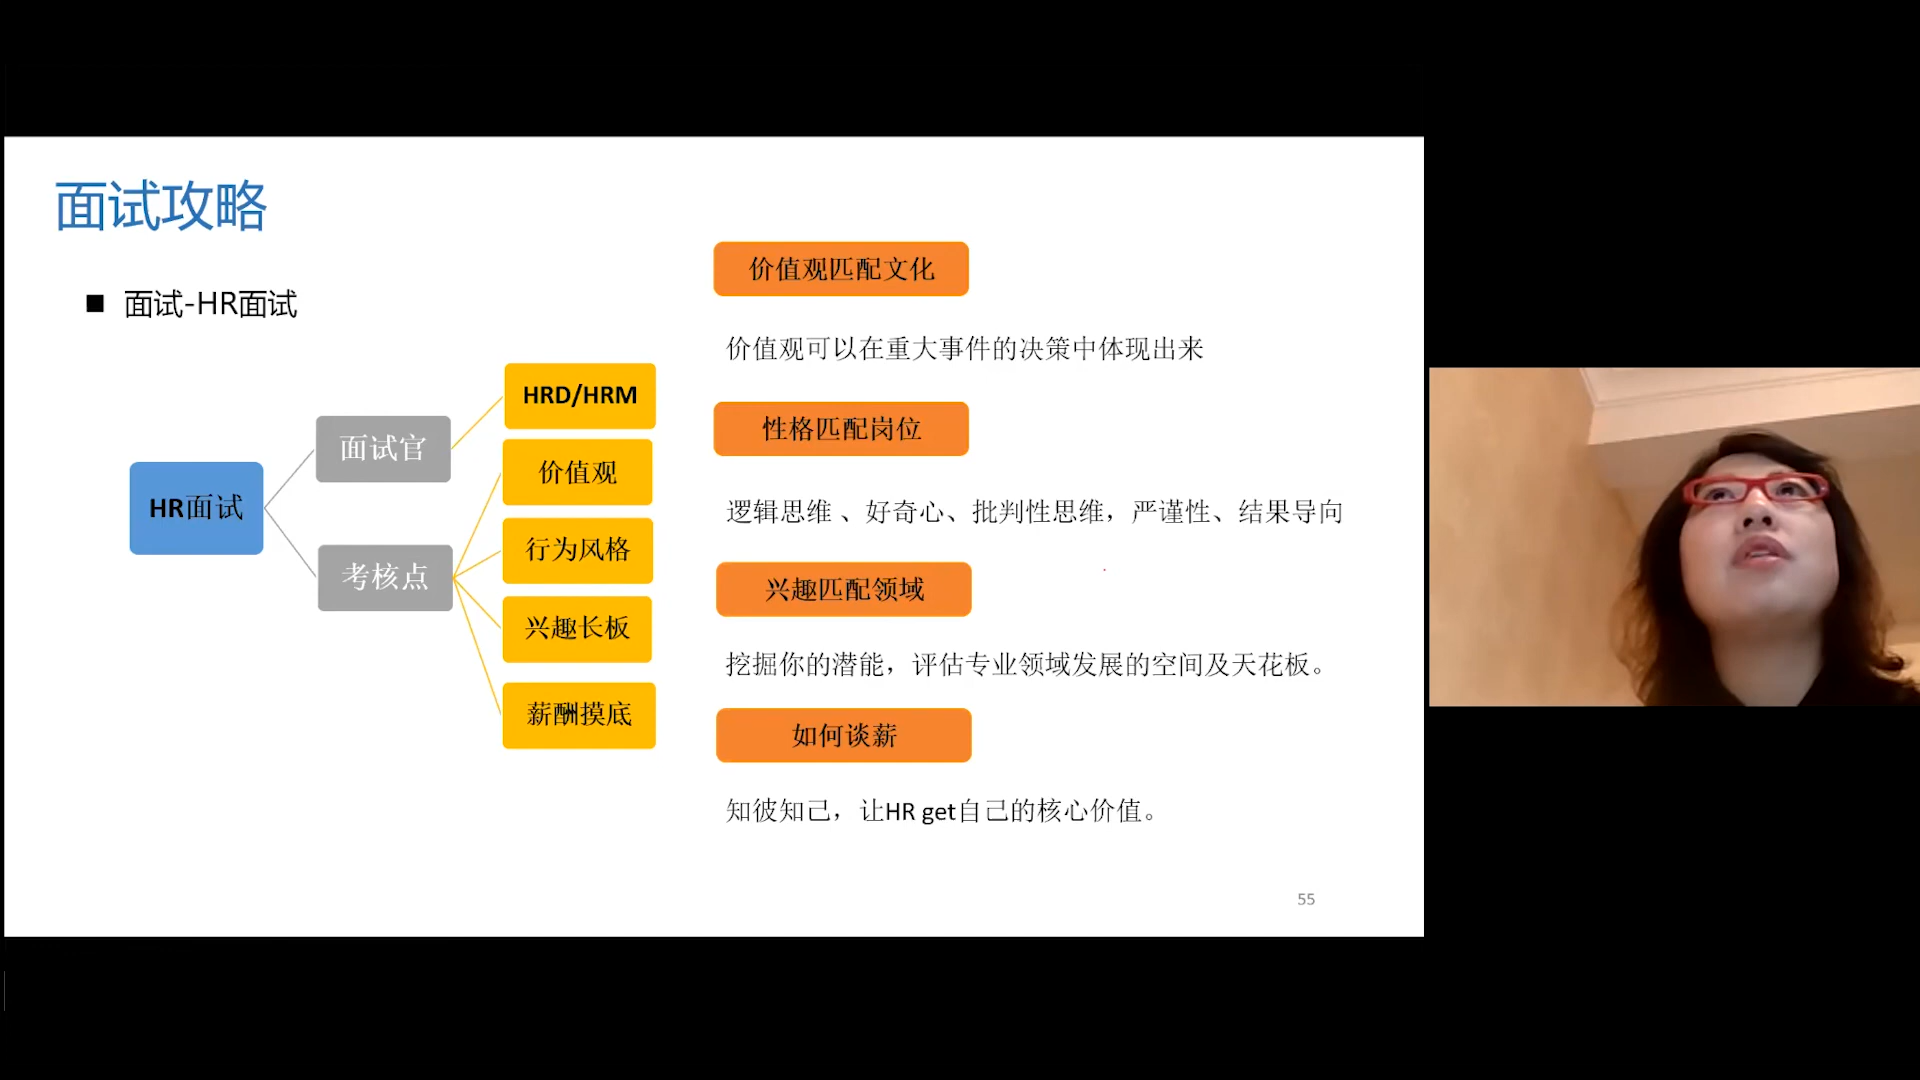 面试攻略
■ 面试-HR面试
HR面试
面试官
考核点
HRD/HRM
价值观
行为风格
兴趣长板
薪酬摸底
价值观匹配文化
价值观可以在重大事件的决策中体现出来
性格匹配岗位
逻辑思维 、好奇心、批判性思维，严谨性、结果导向
兴趣匹配领域
挖掘你的潜能，评估专业领域发展的空间及天花板。
如何谈薪
知彼知己，让HR get自己的核心价值。
55